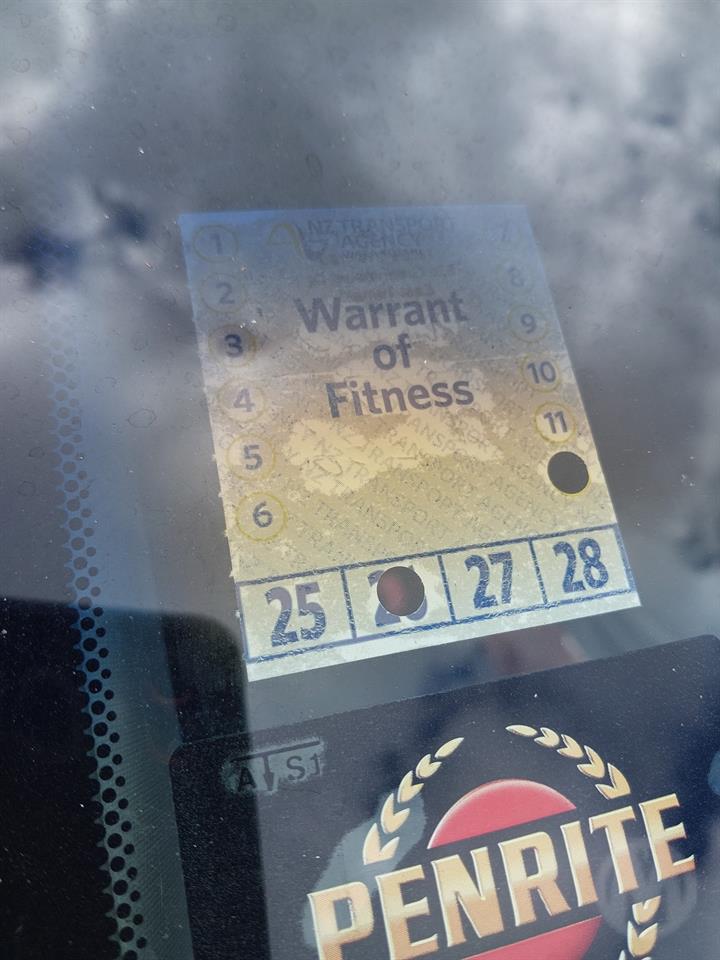 NZ TRANSPORT
AGENCY
Warrant
of
Fitness
1
2
3
4
5
6
7
8
9
10
11
25
27
28
A↓S1
PENRITE